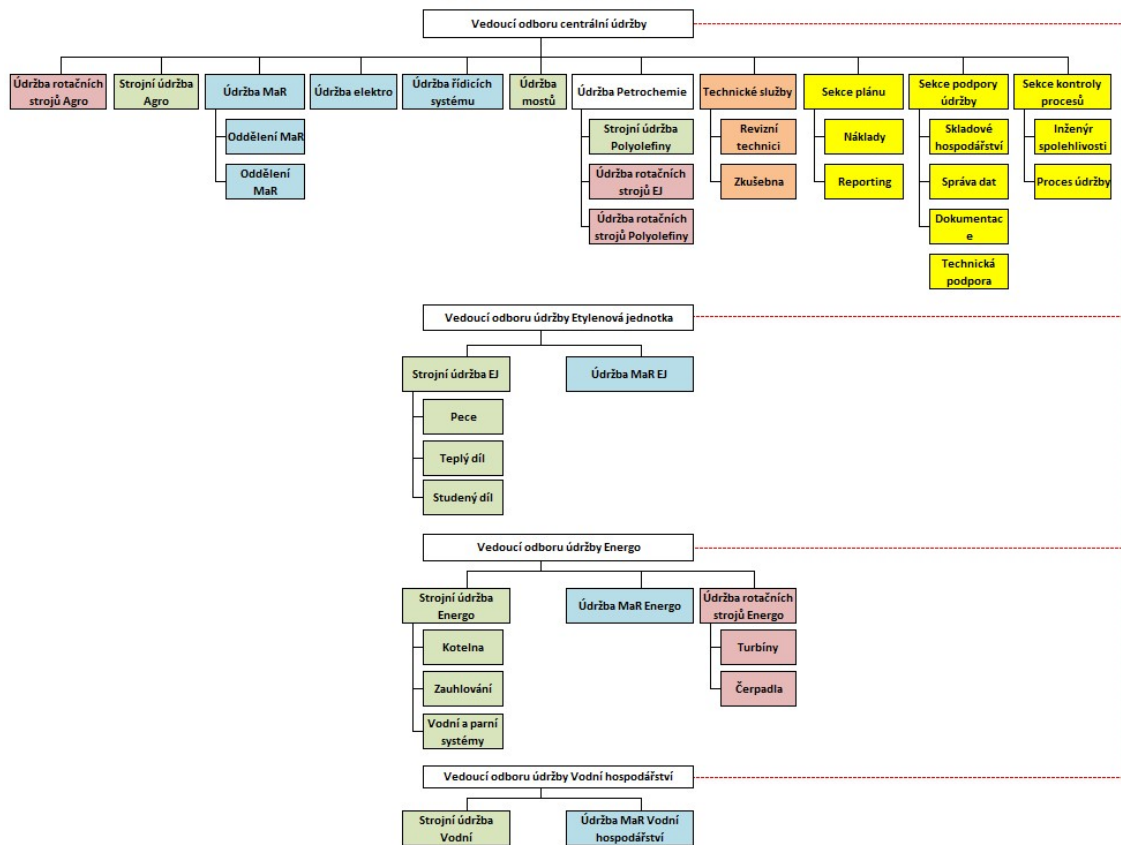 Vedoucí odboru centrální údržby
Údržba rotačních
strojů Agro
Strojní údržba
Agro
Údržba MaR
Údržba elektro
Údržba řídicích
systému
Údržba
mostů
Údržba Petrochemie
Technické služby
Sekce plánu
Sekce podpory
údržby
Sekce kontroly
procesů
Oddělení MaR
Strojní údržba
Polyolefiny
Revizní
technici
Náklady
Skladové
hospodářství
Inženýr
spolehlivosti
Oddělení
MaR
Údržba rotačních
strojů EJ
Zkušebna
Reporting
Správa dat
Proces údržby
Údržba rotačních
strojů Polyolefiny
Dokumentac
e
Technická
podpora
Vedoucí odboru údržby Etylenová jednotka
Strojní údržba EJ
Údržba MaR EJ
Pece
Teplý díl
Studený díl
Vedoucí odboru údržby Energo
Strojní údržba
Energo
Údržba MaR Energo
Údržba rotačních
strojů Energo
Kotelna
Turbíny
Zauhlování
Čerpadla
Vodní a parní
systémy
Vedoucí odboru údržby Vodní hospodářství
Strojní údržba
Vodní
Údržba MaR Vodní
hospodářství